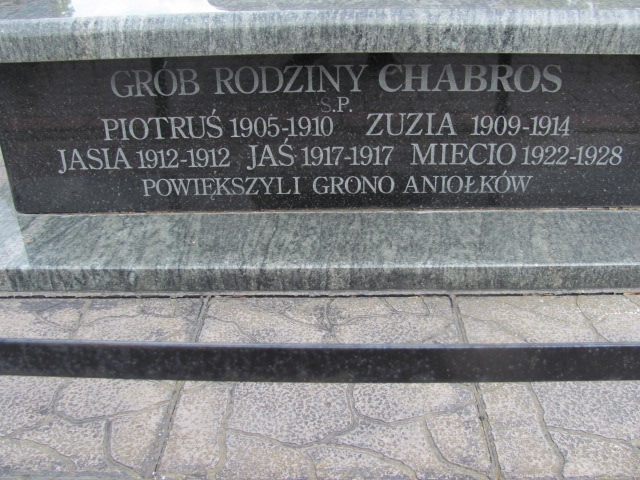 GRÓB RODZINY CHABROS
Ś.P.
PIOTRUŚ 1905-1910 ZUZIA 1909-1914
JASIA 1912-1912 JAŚ 1917-1917 MIECIO 1922-1928
POWIĘKSZYLI GRONO ANIOŁKÓW